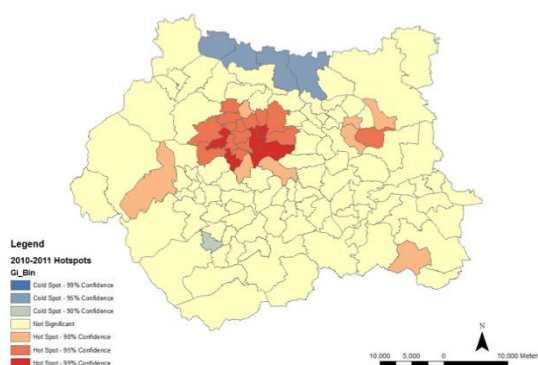 Legend
2010-2011 Hotspots
Gi_Bin
Cold Spot - 99% Confidence
Cold Spot - 95% Confidence
Cold Spot - 90% Confidence
Not Significant
Hot Spot - 90% Confidence
Hot Spot - 95% Confidence
Hot Spot - 99% Confidence
N
10,000 5,000 0 10,000 Meter